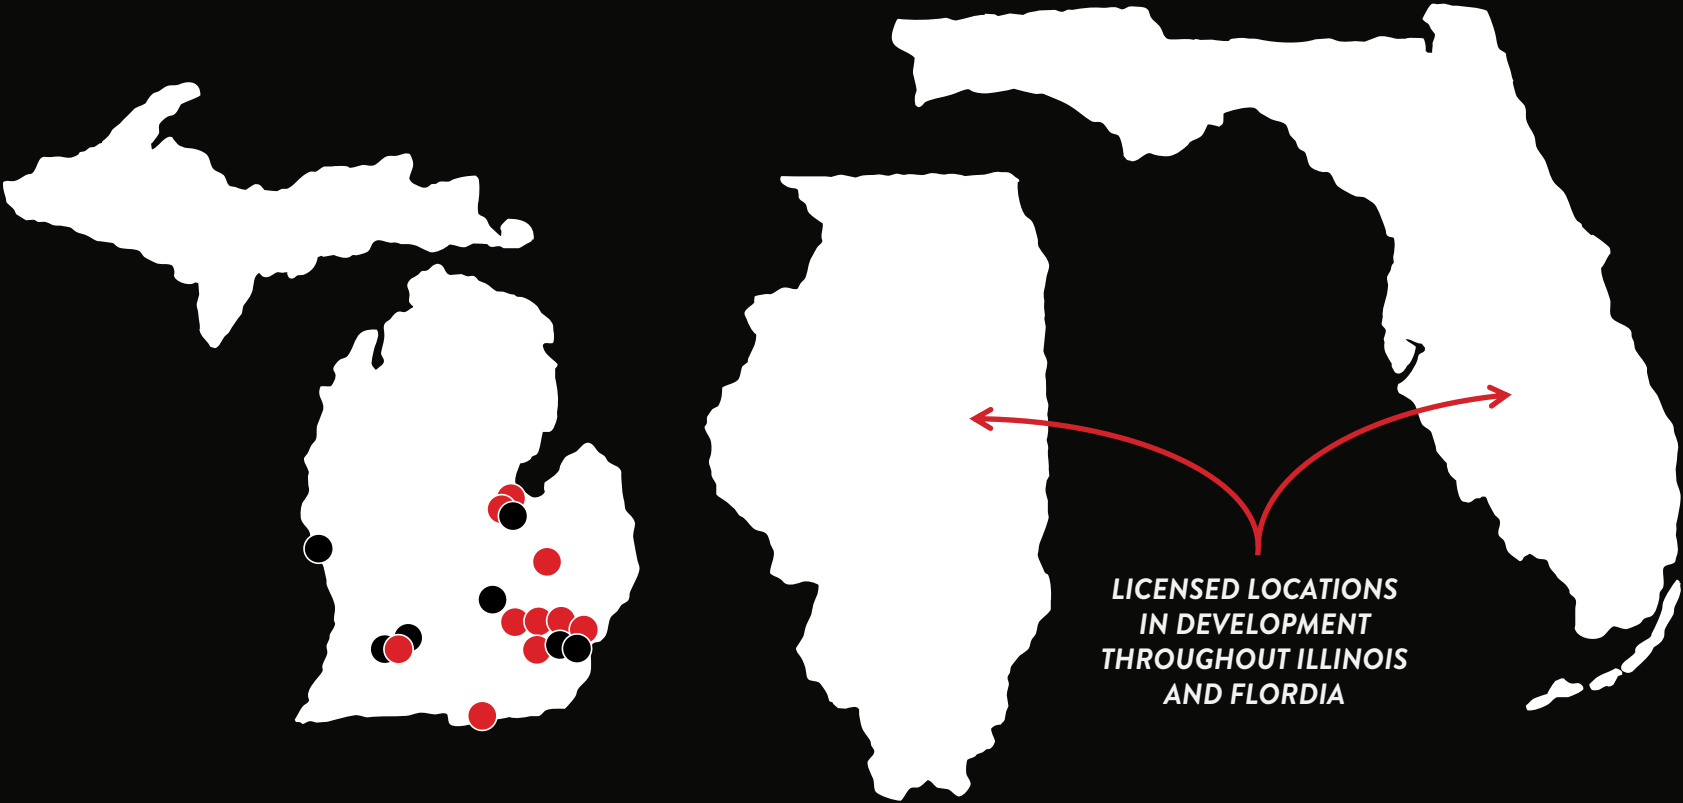 LICENSED LOCATIONS
IN DEVELOPMENT
THROUGHOUT ILLINOIS
AND FLORDIA